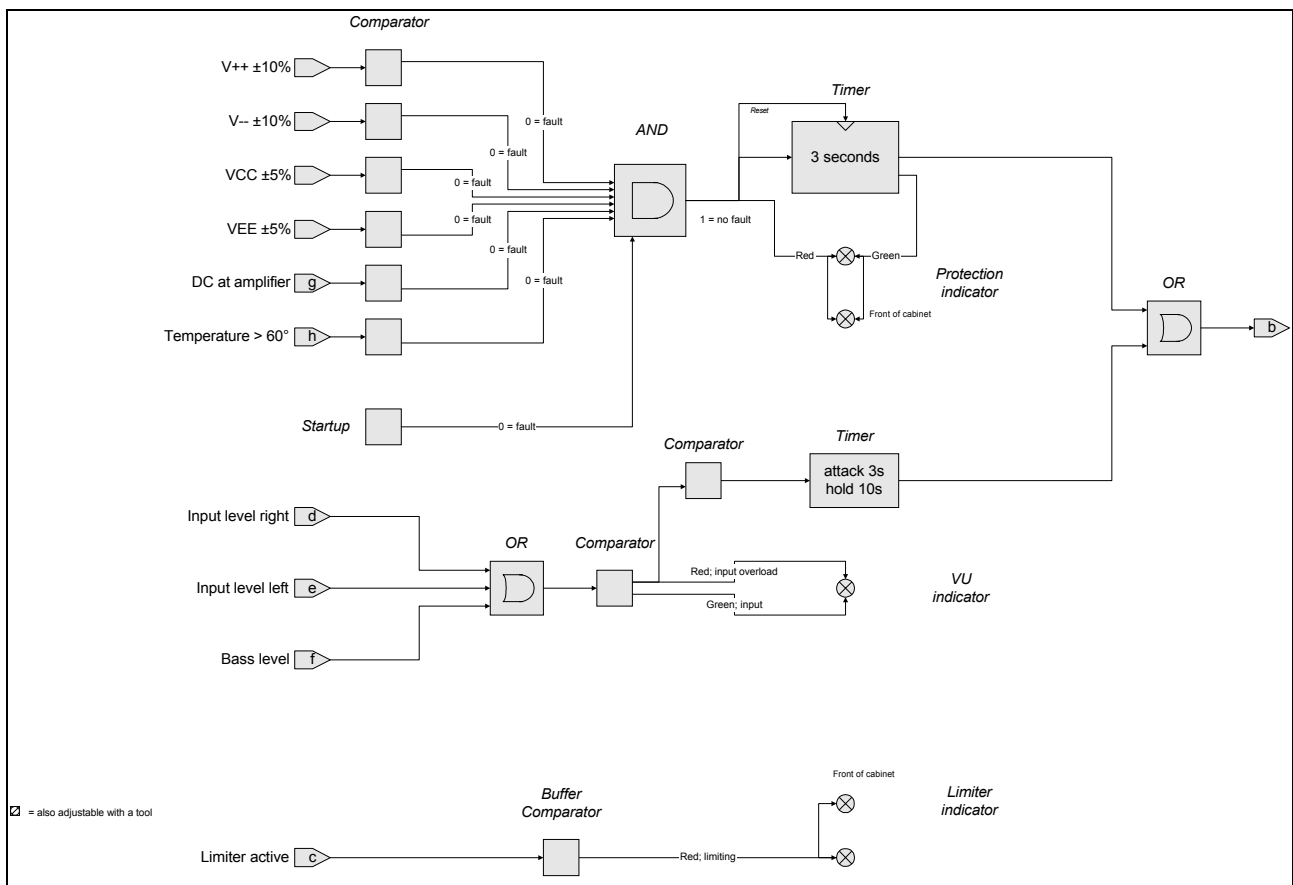 Comparator
V++ ±10%
V-- ±10%
VCC ±5%
VEE ±5%
DC at amplifier
g
Temperature > 60°
h
Startup
0 = fault
0 = fault
0 = fault
0 = fault
0 = fault
0 = fault
0 = fault
AND
1 = no fault
Reset
Timer
3 seconds
Red
Green
Protection
indicator
Front of cabinet
OR
b
Comparator
Timer
attack 3s
hold 10s
Input level right
d
Input level left
e
Bass level
f
OR
Comparator
Red; input overload
Green; input
VU
indicator
= also adjustable with a tool
Buffer
Comparator
Limiter active
c
Red; limiting
Front of cabinet
Limiter
indicator